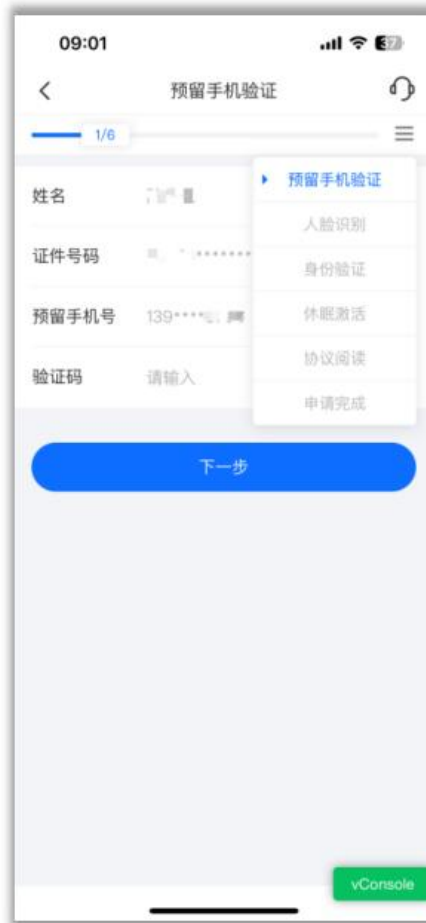 09:01
37
预留手机验证
1/6
预留手机验证
人脸识别
身份验证
休眠激活
协议阅读
申请完成
姓名
证件号码 *******
预留手机号 139****
验证码 请输入
下一步
vConsole